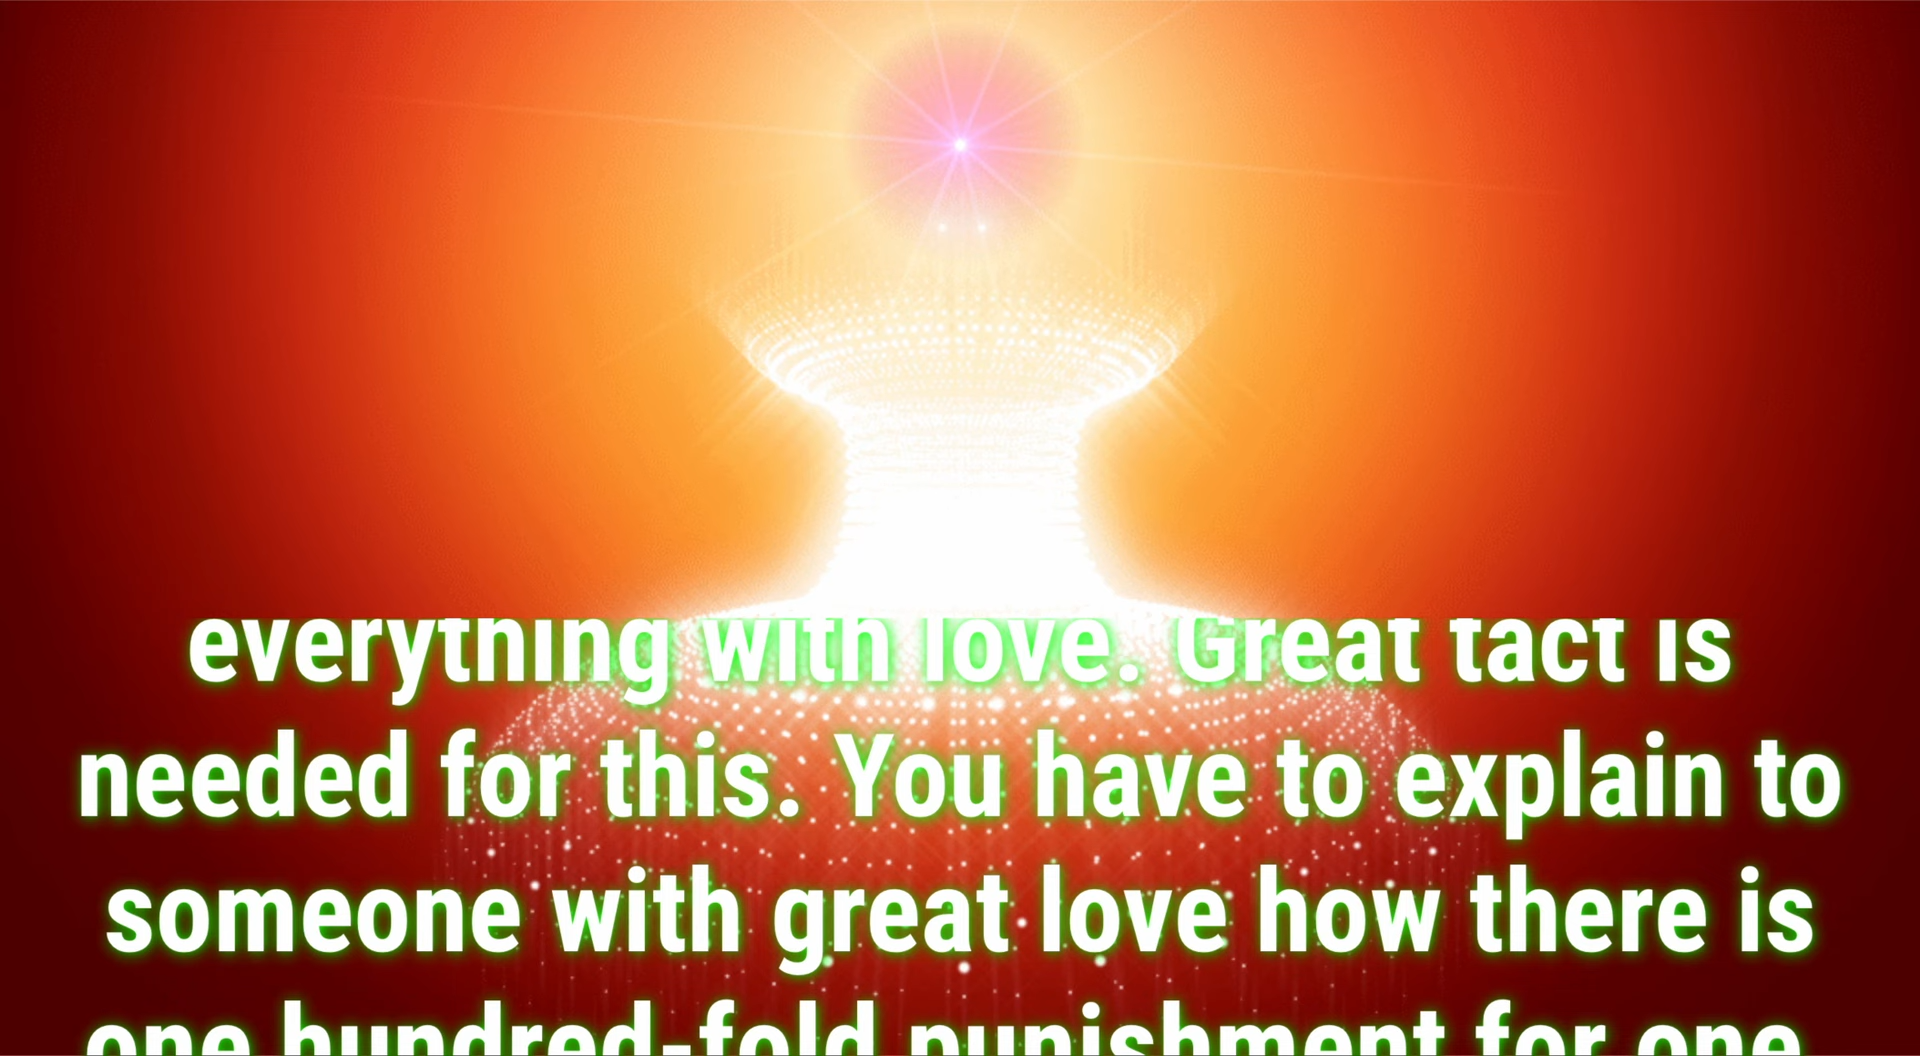 everything with love. Great tact is
needed for this. You have to explain to
someone with great love how there is
one hundred-fold punishment for one